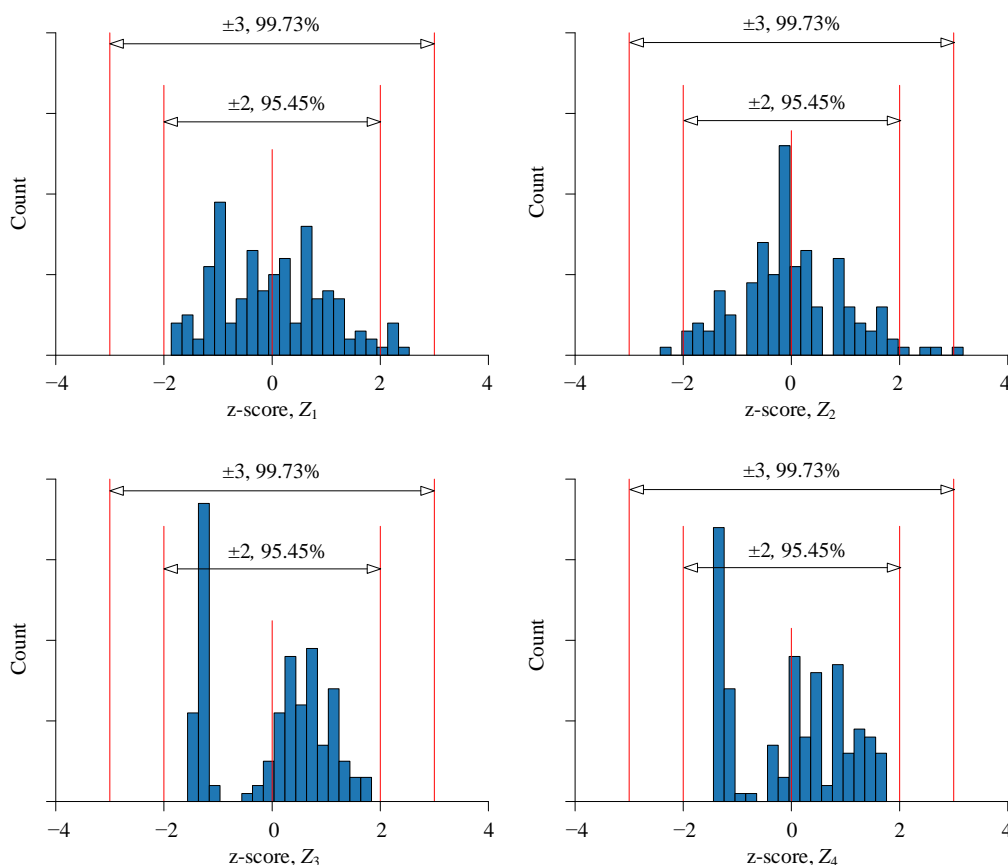 ±3, 99.73%
±2, 95.45%
Count
−4 −2 0 2 4
z-score, Z1
±3, 99.73%
±2, 95.45%
Count
−4 −2 0 2 4
z-score, Z2
±3, 99.73%
±2, 95.45%
Count
−4 −2 0 2 4
z-score, Z3
±3, 99.73%
±2, 95.45%
Count
−4 −2 0 2 4
z-score, Z4